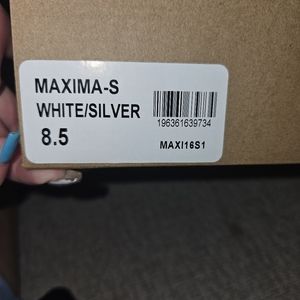 MAXIMA-S
WHITE/SILVER
8.5
196361639734
MAXI16S1